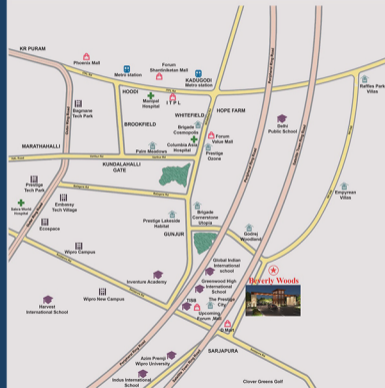 KR PURAM
Phoenix Mall
Metro station
Forum
Shantiniketan Mall
KADUGODI
Metro station
Raffles Park
Villas
HOODI
Manipal
Hospital
I T P L
HOPE FARM
Bagmane
Tech Park
WHITEFIELD
BROOKFIELD
Brigade
Cosmopolis
Forum
Value Mall
Delhi
Public School
Columbia Asia
Hospital
Palm Meadows
Prestige
Ozone
MARATHAHALLI
KUNDALAHALLI
GATE
Prestige
Tech Park
Embassy
Tech Village
Empyrean
Villas
Sakra World
Hospital
Ecospace
Prestige Lakeside
Habitat
Brigade
Cornerstone
Utopia
GUNJUR
Godrej
Woodland
Wipro Campus
Global Indian
International
school
Beverly Woods
Inventure Academy
Greenwood High
International
School
Wipro New Campus
TISB
The Prestige
City
Harvest
International School
Upcoming
Forum Mall
D Mart
SARJAPURA
Azim Premji
Wipro University
Indus International
School
Clover Greens Golf